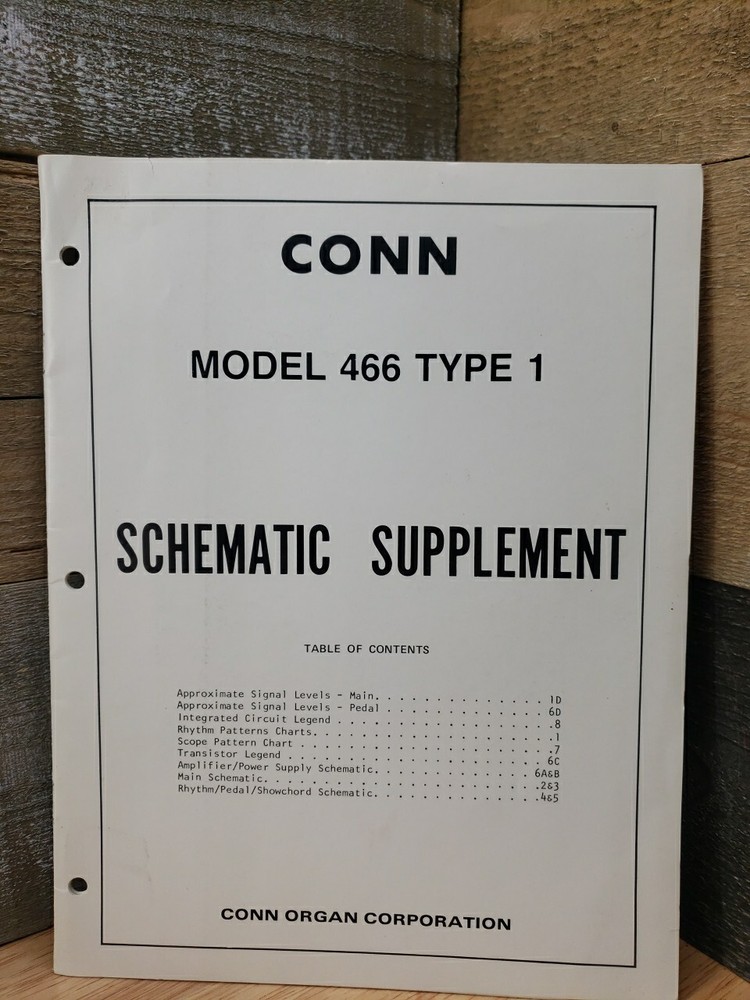 CONN
MODEL 466 TYPE 1
SCHEMATIC SUPPLEMENT
TABLE OF CONTENTS
Approximate Signal Levels - Main. . . . . . . . . . . . . . . 1D
Approximate Signal Levels - Pedal . . . . . . . . . . . . . . 6D
Integrated Circuit Legend . . . . . . . . . . . . . . . . . . .8
Rhythm Patterns Charts. . . . . . . . . . . . . . . . . . . . .1
Scope Pattern Chart . . . . . . . . . . . . . . . . . . . . . .7
Transistor Legend . . . . . . . . . . . . . . . . . . . . . . 6C
Amplifier/Power Supply Schematic. . . . . . . . . . . . . . 6A&B
Main Schematic. . . . . . . . . . . . . . . . . . . . . . . .2&3
Rhythm/Pedal/Showchord Schematic. . . . . . . . . . . . . . .4&5
CONN ORGAN CORPORATION